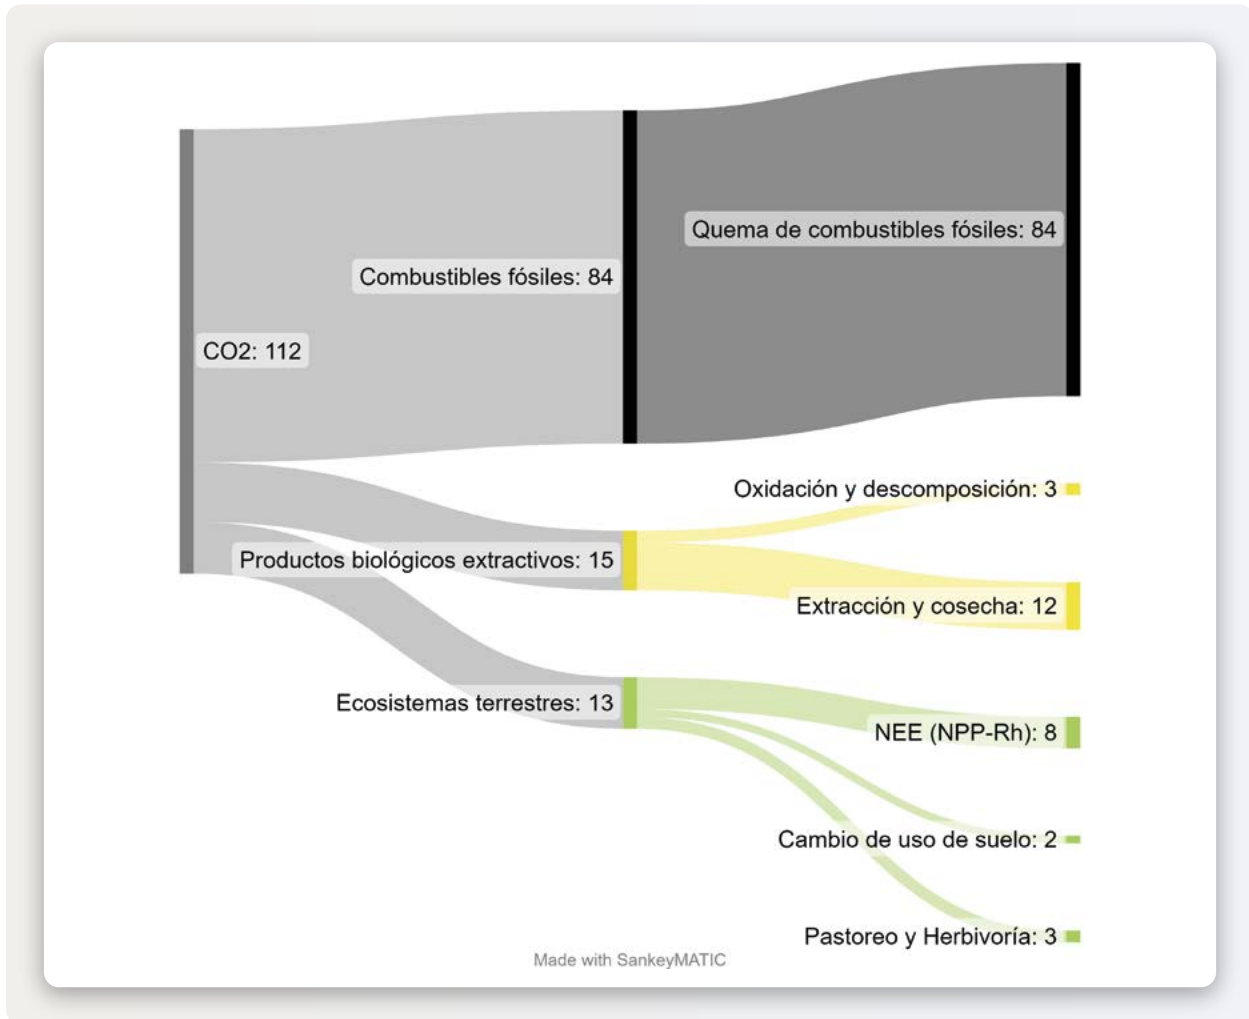 Quema de combustibles fósiles: 84
Combustibles fósiles: 84
CO2: 112
Oxidación y descomposición: 3
Productos biológicos extractivos: 15
Extracción y cosecha: 12
Ecosistemas terrestres: 13
NEE (NPP-Rh): 8
Cambio de uso de suelo: 2
Pastoreo y Herbivoría: 3
Made with SankeyMATIC